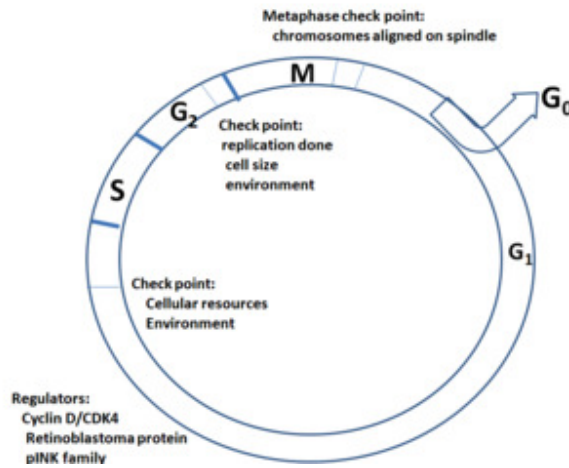 Metaphase check point:
chromosomes aligned on spindle
M
G₀
G₂
Check point:
replication done
cell size
environment
S
G₁
Check point:
Cellular resources
Environment
Regulators:
Cyclin D/CDK4
Retinoblastoma protein
pINK family